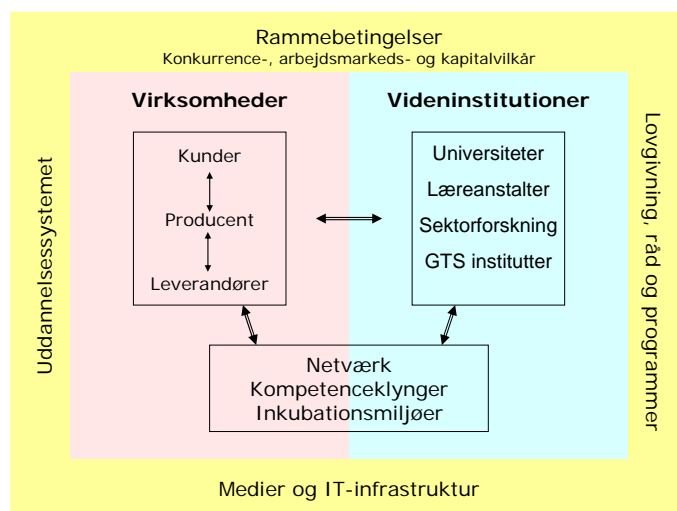 Rammebetingelser
Konkurrence-, arbejdsmarkeds- og kapitalvilkår
Virksomheder
Videninstitutioner
Kunder
Producent
Leverandører
Universiteter
Læreanstalter
Sektorforskning
GTS institutter
Netværk
Kompetenceklynger
Inkubationsmiljøer
Uddannelsessystemet
Lovgivning, råd og programmer
Medier og IT-infrastruktur